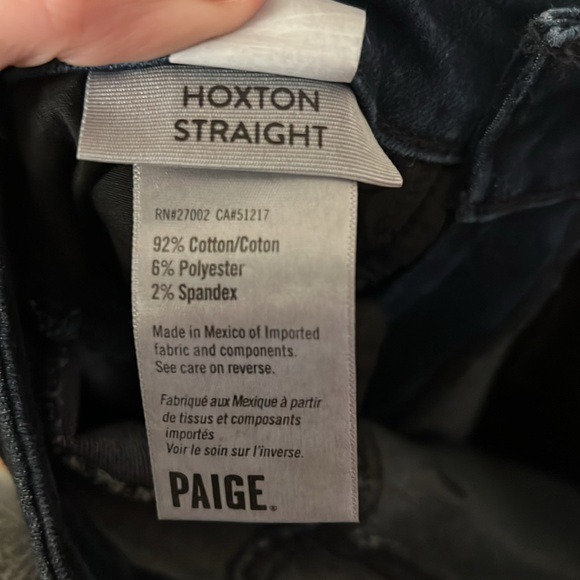 HOXTON
STRAIGHT
RN#27002 CA#51217
92% Cotton/Coton
6% Polyester
2% Spandex
Made in Mexico of Imported
fabric and components.
See care on reverse.
Fabriqué aux Mexique à partir
de tissus et composants
importés
Voir le soin sur l'inverse.
PAIGE®